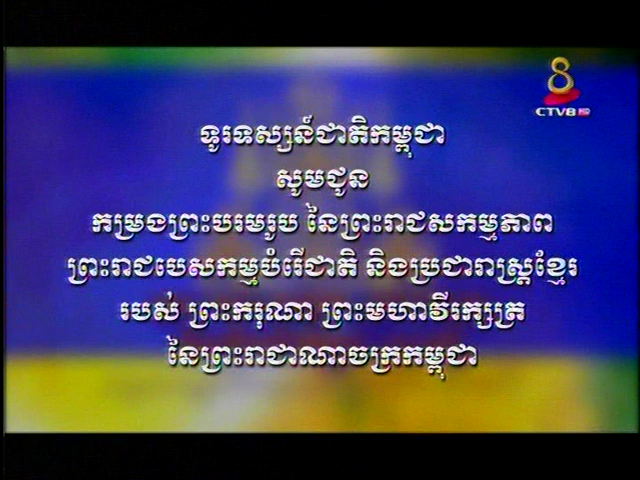 8
CTV8 HD
ទូរទស្សន៍ជាតិកម្ពុជា
សូមជូន
កម្រងព្រះបរមរូប នៃព្រះរាជសកម្មភាព
ព្រះរាជបេសកម្មបំរើជាតិ និងប្រជារាស្ត្រខ្មែរ
របស់ ព្រះករុណា ព្រះមហាវីរក្សត្រ
នៃព្រះរាជាណាចក្រកម្ពុជា